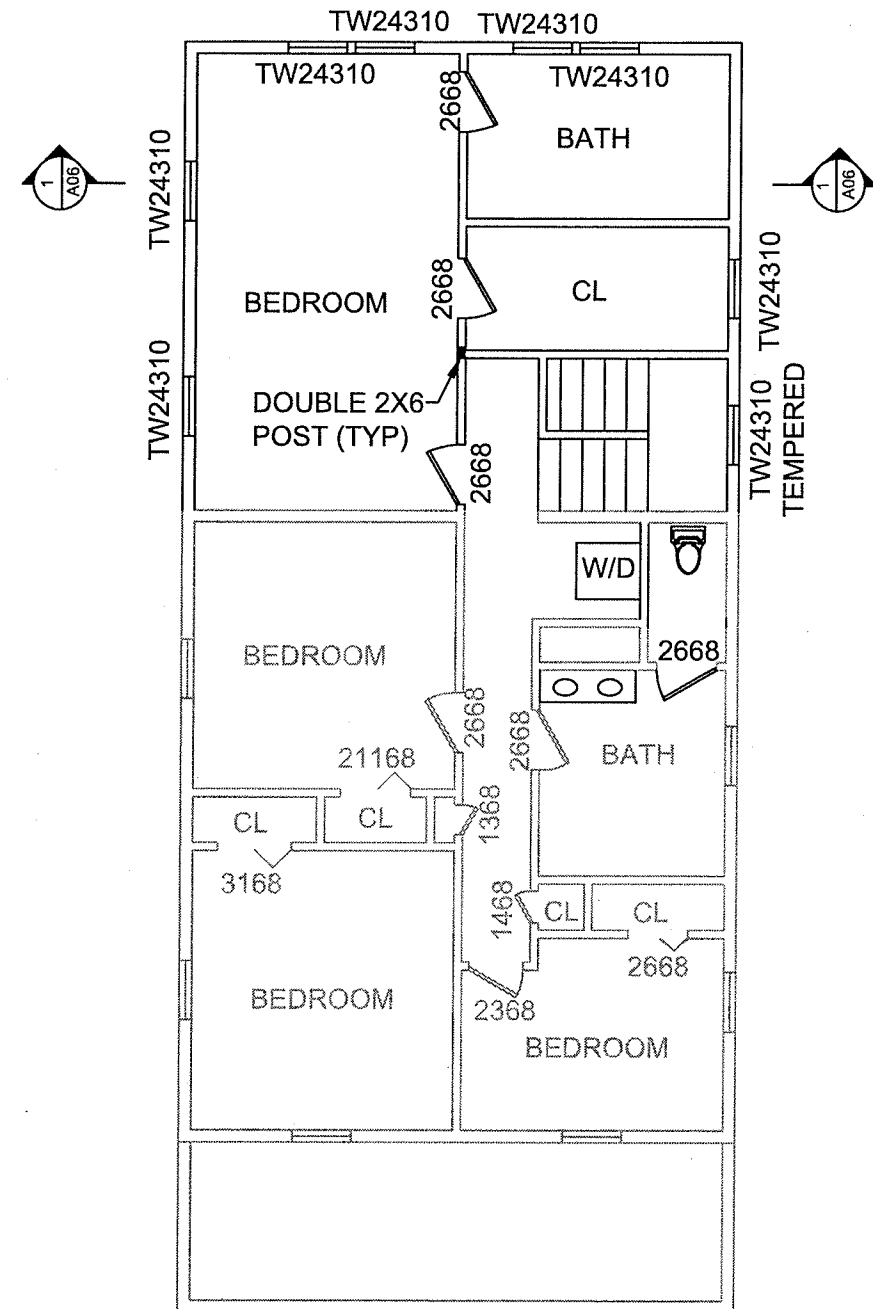 TW24310 TW24310
TW24310
TW24310
2668
BATH
1
A06
1
A06
TW24310
BEDROOM
2668
CL
TW24310
TW24310
DOUBLE 2X6
POST (TYP)
2668
TW24310
TEMPERED
W/D
BEDROOM
2668
2668
2668
BATH
21168
CL
CL
1368
3168
1468
CL
CL
2668
BEDROOM
2368
BEDROOM